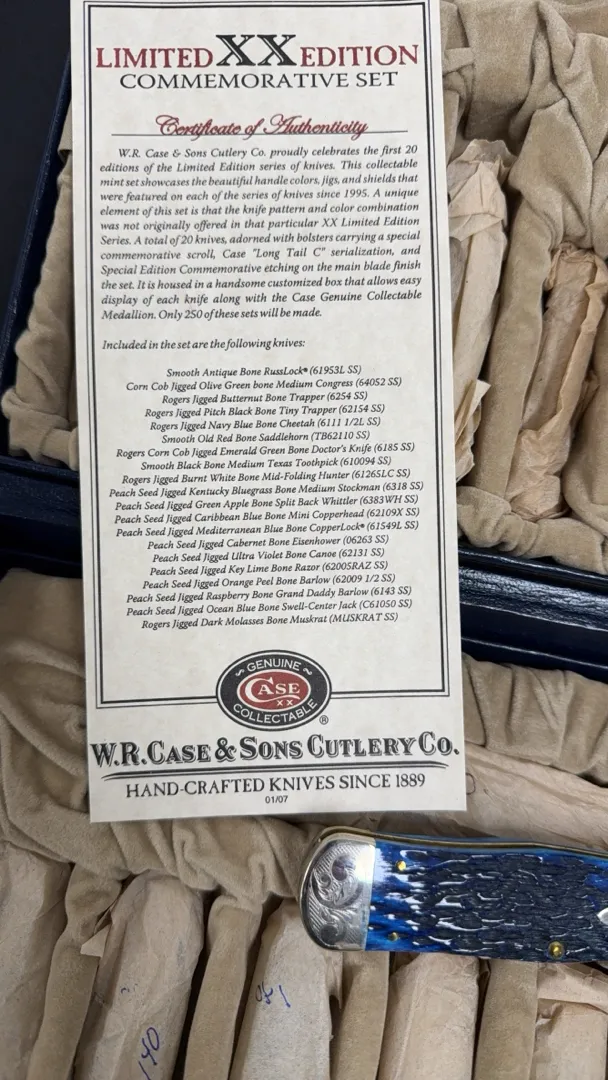 LIMITED XX EDITION
COMMEMORATIVE SET
Certificate of Authenticity
W.R. Case & Sons Cutlery Co. proudly celebrates the first 20
editions of the Limited Edition series of knives. This collectable
mint set showcases the beautiful handle colors, jigs, and shields that
were featured on each of the series of knives since 1995. A unique
element of this set is that the knife pattern and color combination
was not originally offered in that particular XX Limited Edition
Series. A total of 20 knives, adorned with bolsters carrying a special
commemorative scroll, Case "Long Tail C" serialization, and
Special Edition Commemorative etching on the main blade finish
the set. It is housed in a handsome customized box that allows easy
display of each knife along with the Case Genuine Collectable
Medallion. Only 250 of these sets will be made.
Included in the set are the following knives:
Smooth Antique Bone RussLock® (61953L SS)
Corn Cob Jigged Olive Green bone Medium Congress (64052 SS)
Rogers Jigged Butternut Bone Trapper (6254 SS)
Rogers Jigged Pitch Black Bone Tiny Trapper (62154 SS)
Rogers Jigged Navy Blue Bone Cheetah (6111 1/2L SS)
Smooth Old Red Bone Saddlehorn (TB62110 SS)
Rogers Corn Cob Jigged Emerald Green Bone Doctor's Knife (6185 SS)
Smooth Black Bone Medium Texas Toothpick (610094 SS)
Rogers Jigged Burnt White Bone Mid-Folding Hunter (61265LC SS)
Peach Seed Jigged Kentucky Bluegrass Bone Medium Stockman (6318 SS)
Peach Seed Jigged Green Apple Bone Split Back Whittler (6383WH SS)
Peach Seed Jigged Caribbean Blue Bone Mini Copperhead (62109X SS)
Peach Seed Jigged Mediterranean Blue Bone CopperLock® (61549L SS)
Peach Seed Jigged Cabernet Bone Eisenhower (06263 SS)
Peach Seed Jigged Ultra Violet Bone Canoe (62131 SS)
Peach Seed Jigged Key Lime Bone Razor (62005RAZ SS)
Peach Seed Jigged Orange Peel Bone Barlow (62009 1/2 SS)
Peach Seed Jigged Raspberry Bone Grand Daddy Barlow (6143 SS)
Peach Seed Jigged Ocean Blue Bone Swell-Center Jack (C61050 SS)
Rogers Jigged Dark Molasses Bone Muskrat (MUSKRAT SS)
GENUINE
CASE
XX
COLLECTABLE
®
W.R. CASE & SONS CUTLERY CO.
HAND-CRAFTED KNIVES SINCE 1889
01/07
140